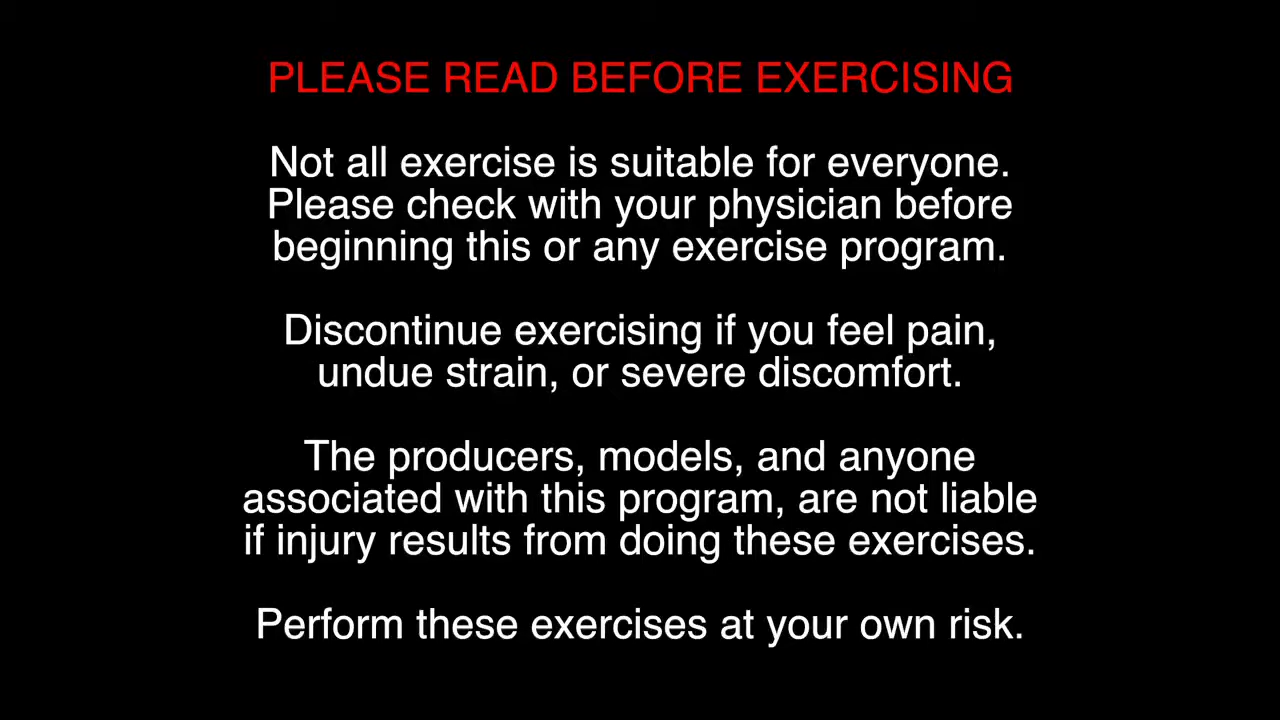 PLEASE READ BEFORE EXERCISING
Not all exercise is suitable for everyone.
Please check with your physician before
beginning this or any exercise program.
Discontinue exercising if you feel pain,
undue strain, or severe discomfort.
The producers, models, and anyone
associated with this program, are not liable
if injury results from doing these exercises.
Perform these exercises at your own risk.